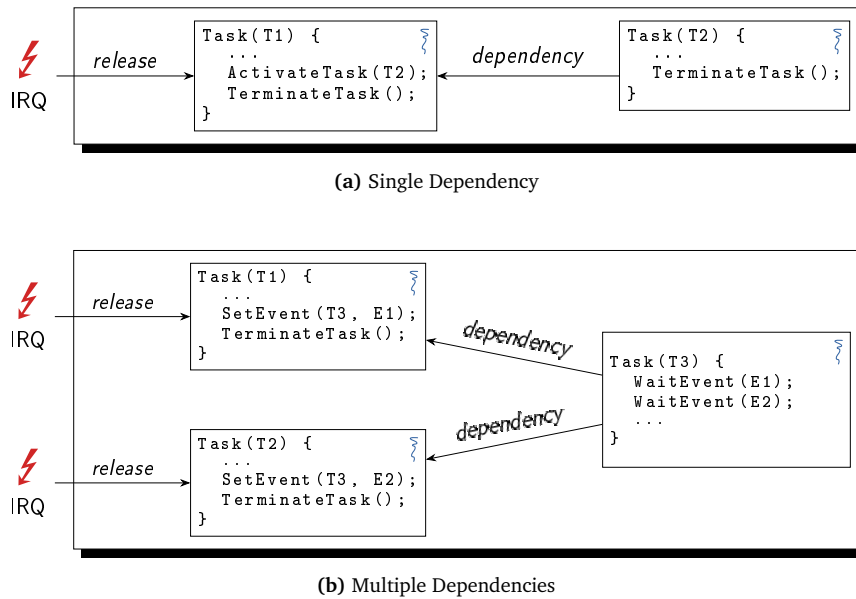 Task(T1) {
...
ActivateTask(T2);
TerminateTask();
}
release
IRQ
dependency
Task(T2) {
...
TerminateTask();
}
(a) Single Dependency
Task(T1) {
...
SetEvent(T3, E1);
TerminateTask();
}
release
IRQ
dependency
Task(T3) {
WaitEvent(E1);
WaitEvent(E2);
...
}
dependency
Task(T2) {
...
SetEvent(T3, E2);
TerminateTask();
}
release
IRQ
(b) Multiple Dependencies